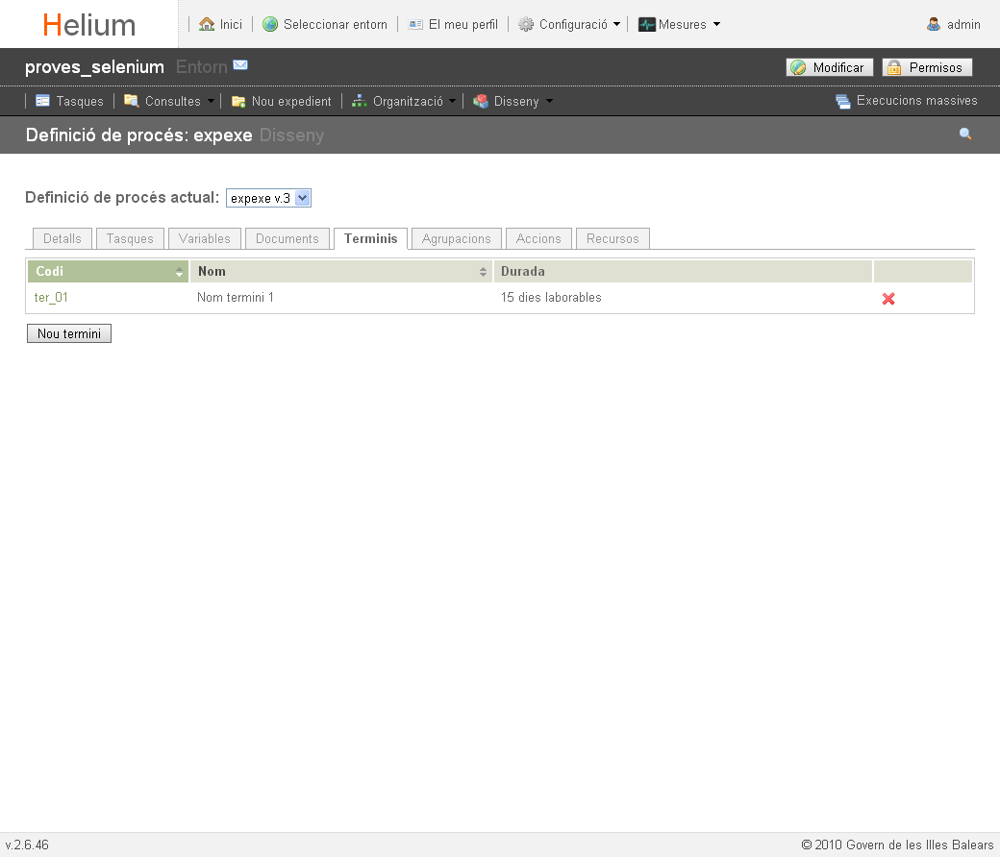 Helium
Inici Seleccionar entorn El meu perfil Configuració Mesures admin
proves_selenium Entorn Modificar Permisos
Tasques Consultes Nou expedient Organització Disseny Execucions massives
Definició de procés: expexe Disseny
Definició de procés actual: expexe v.3
Detalls Tasques Variables Documents Terminis Agrupacions Accions Recursos
Codi Nom Durada
ter_01 Nom termini 1 15 dies laborables
Nou termini
v.2.6.46 © 2010 Govern de les Illes Balears